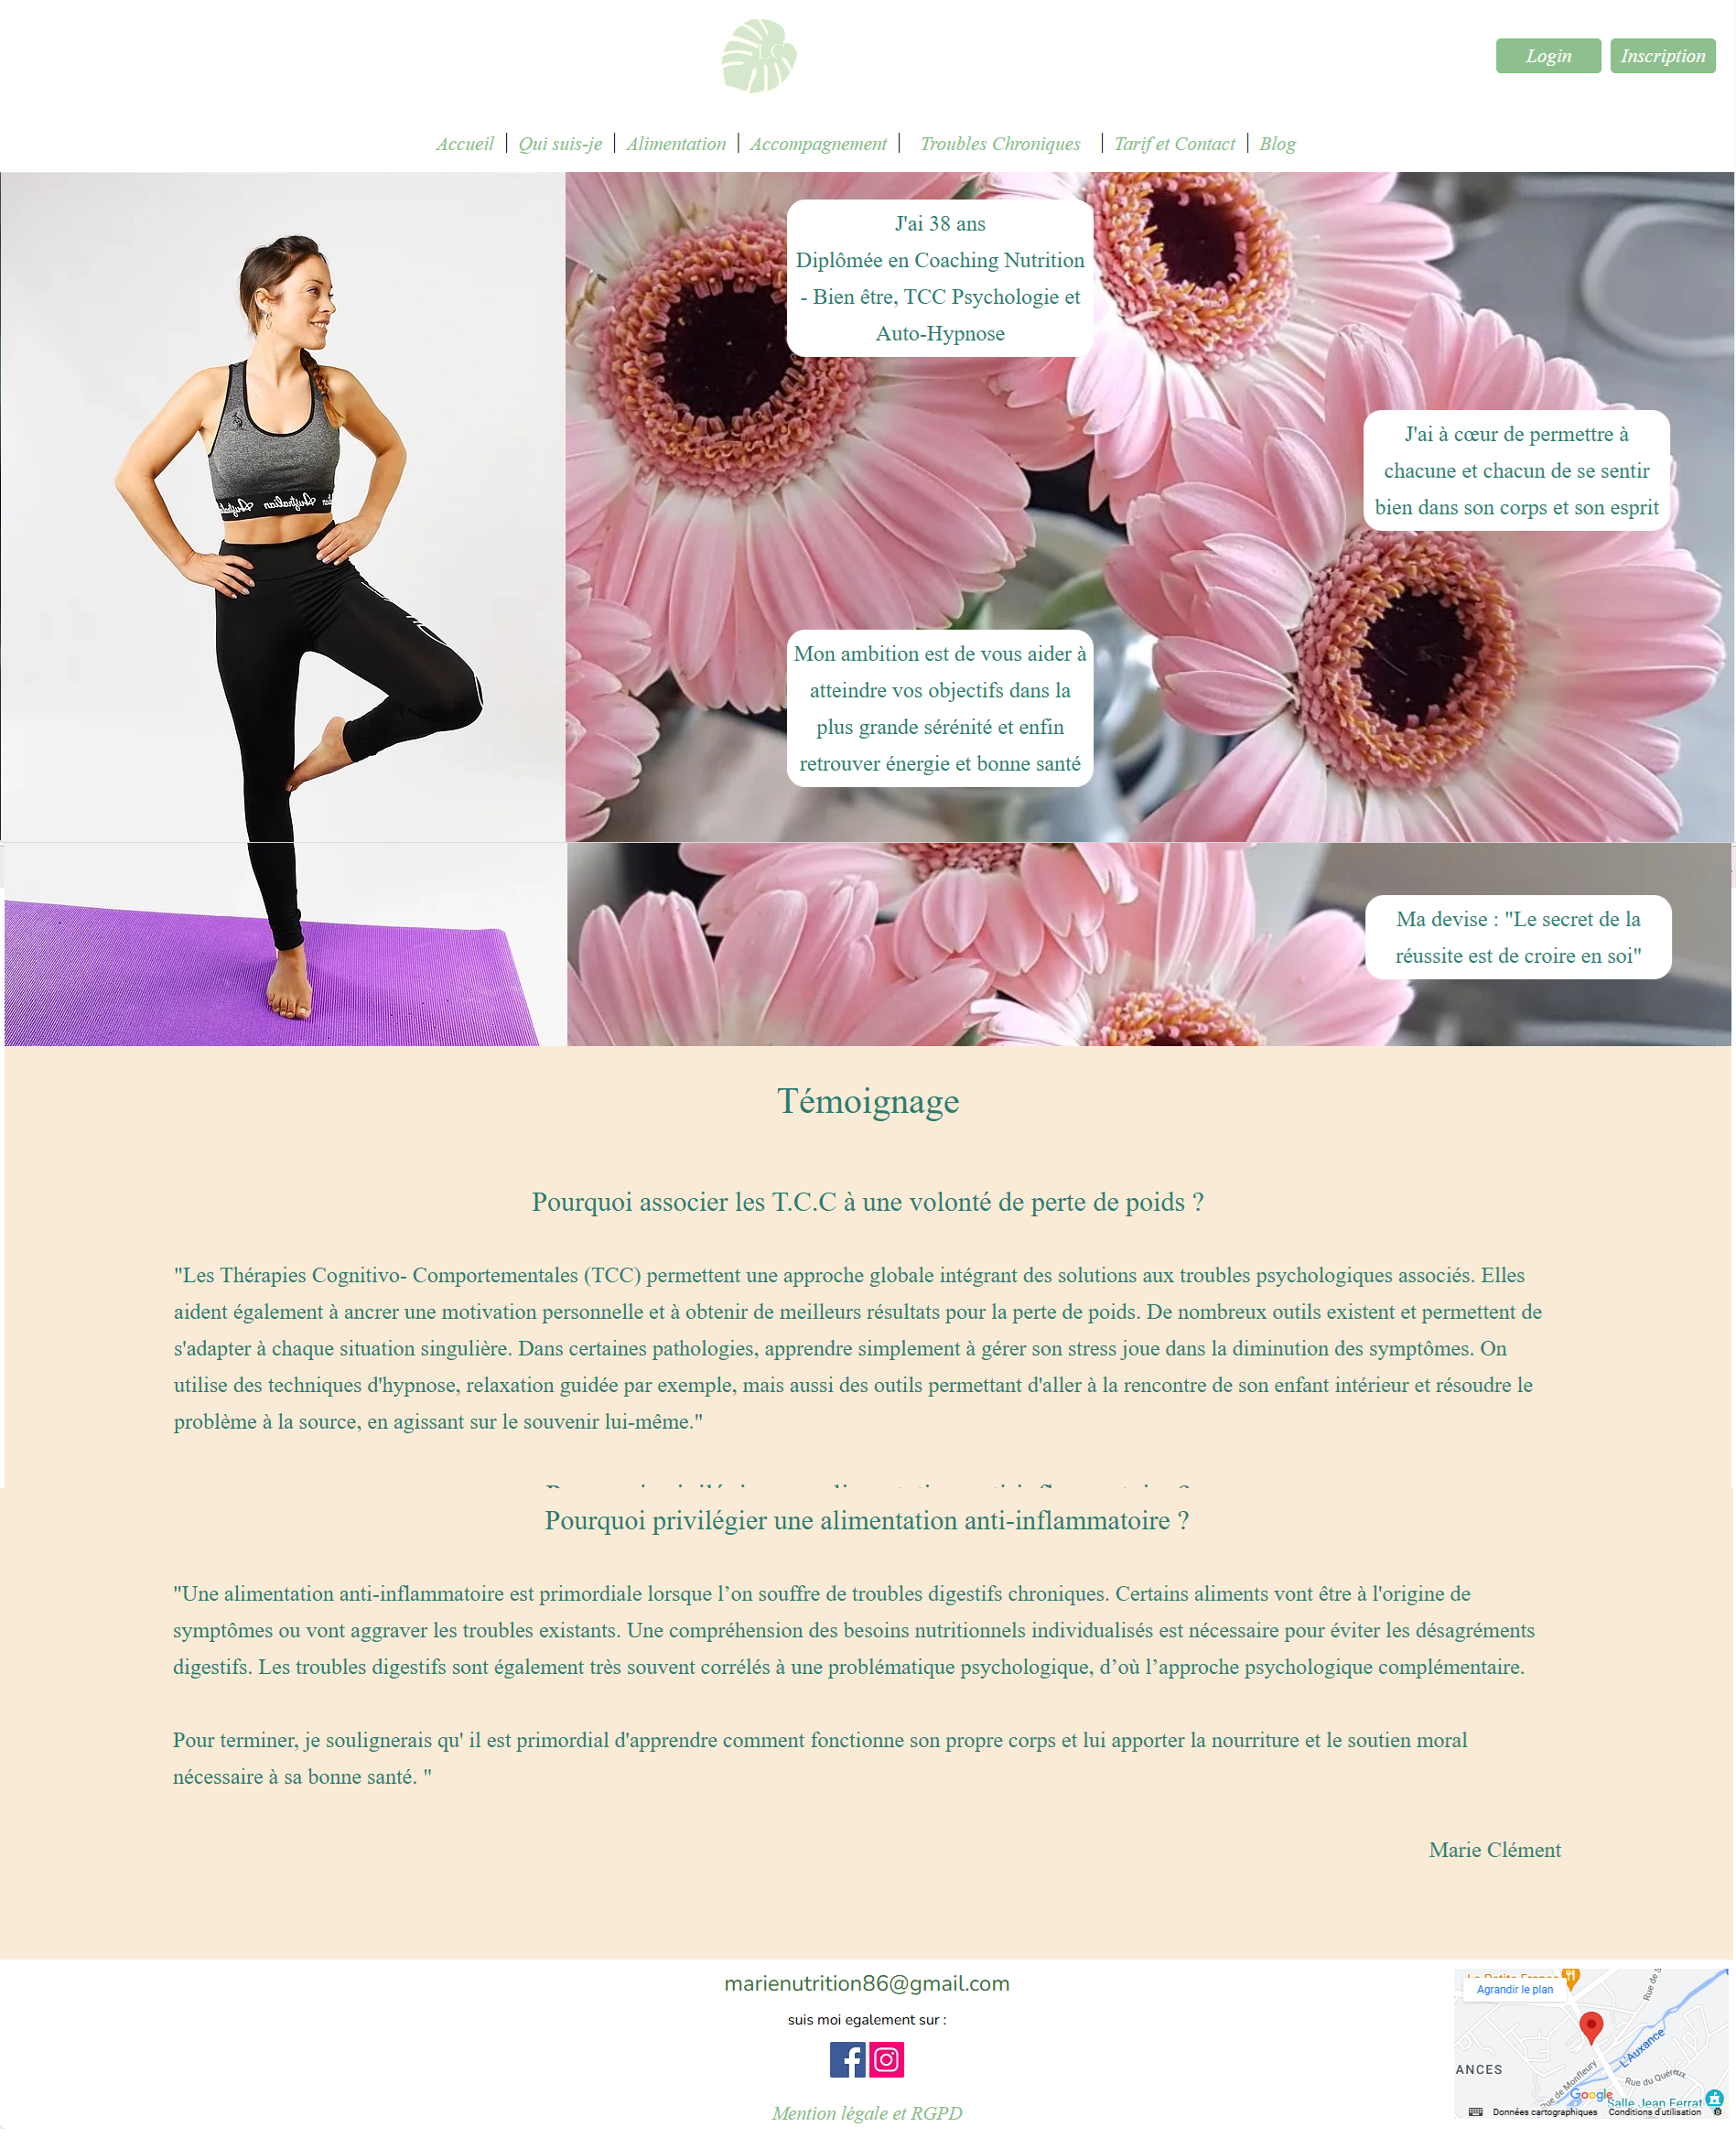 LC
Login
Inscription
Accueil | Qui suis-je | Alimentation | Accompagnement | Troubles Chroniques | Tarif et Contact | Blog
J'ai 38 ans
Diplômée en Coaching Nutrition
- Bien être, TCC Psychologie et
Auto-Hypnose
J'ai à cœur de permettre à
chacune et chacun de se sentir
bien dans son corps et son esprit
Mon ambition est de vous aider à
atteindre vos objectifs dans la
plus grande sérénité et enfin
retrouver énergie et bonne santé
Australian
Ma devise : "Le secret de la
réussite est de croire en soi"
Témoignage
Pourquoi associer les T.C.C à une volonté de perte de poids ?
"Les Thérapies Cognitivo- Comportementales (TCC) permettent une approche globale intégrant des solutions aux troubles psychologiques associés. Elles
aident également à ancrer une motivation personnelle et à obtenir de meilleurs résultats pour la perte de poids. De nombreux outils existent et permettent de
s'adapter à chaque situation singulière. Dans certaines pathologies, apprendre simplement à gérer son stress joue dans la diminution des symptômes. On
utilise des techniques d'hypnose, relaxation guidée par exemple, mais aussi des outils permettant d'aller à la rencontre de son enfant intérieur et résoudre le
problème à la source, en agissant sur le souvenir lui-même."
Pourquoi privilégier une alimentation anti-inflammatoire ?
"Une alimentation anti-inflammatoire est primordiale lorsque l’on souffre de troubles digestifs chroniques. Certains aliments vont être à l'origine de
symptômes ou vont aggraver les troubles existants. Une compréhension des besoins nutritionnels individualisés est nécessaire pour éviter les désagréments
digestifs. Les troubles digestifs sont également très souvent corrélés à une problématique psychologique, d’où l’approche psychologique complémentaire.
Pour terminer, je soulignerais qu' il est primordial d'apprendre comment fonctionne son propre corps et lui apporter la nourriture et le soutien moral
nécessaire à sa bonne santé. "
Marie Clément
marienutrition86@gmail.com
suis moi egalement sur :
Mention légale et RGPD
Agrandir le plan
Rue de S
L'Auxance
ANCES
Rue de Monfleury
Rue du Quéreux
Google
Salle Jean Ferrat
Données cartographiques
Conditions d'utilisation